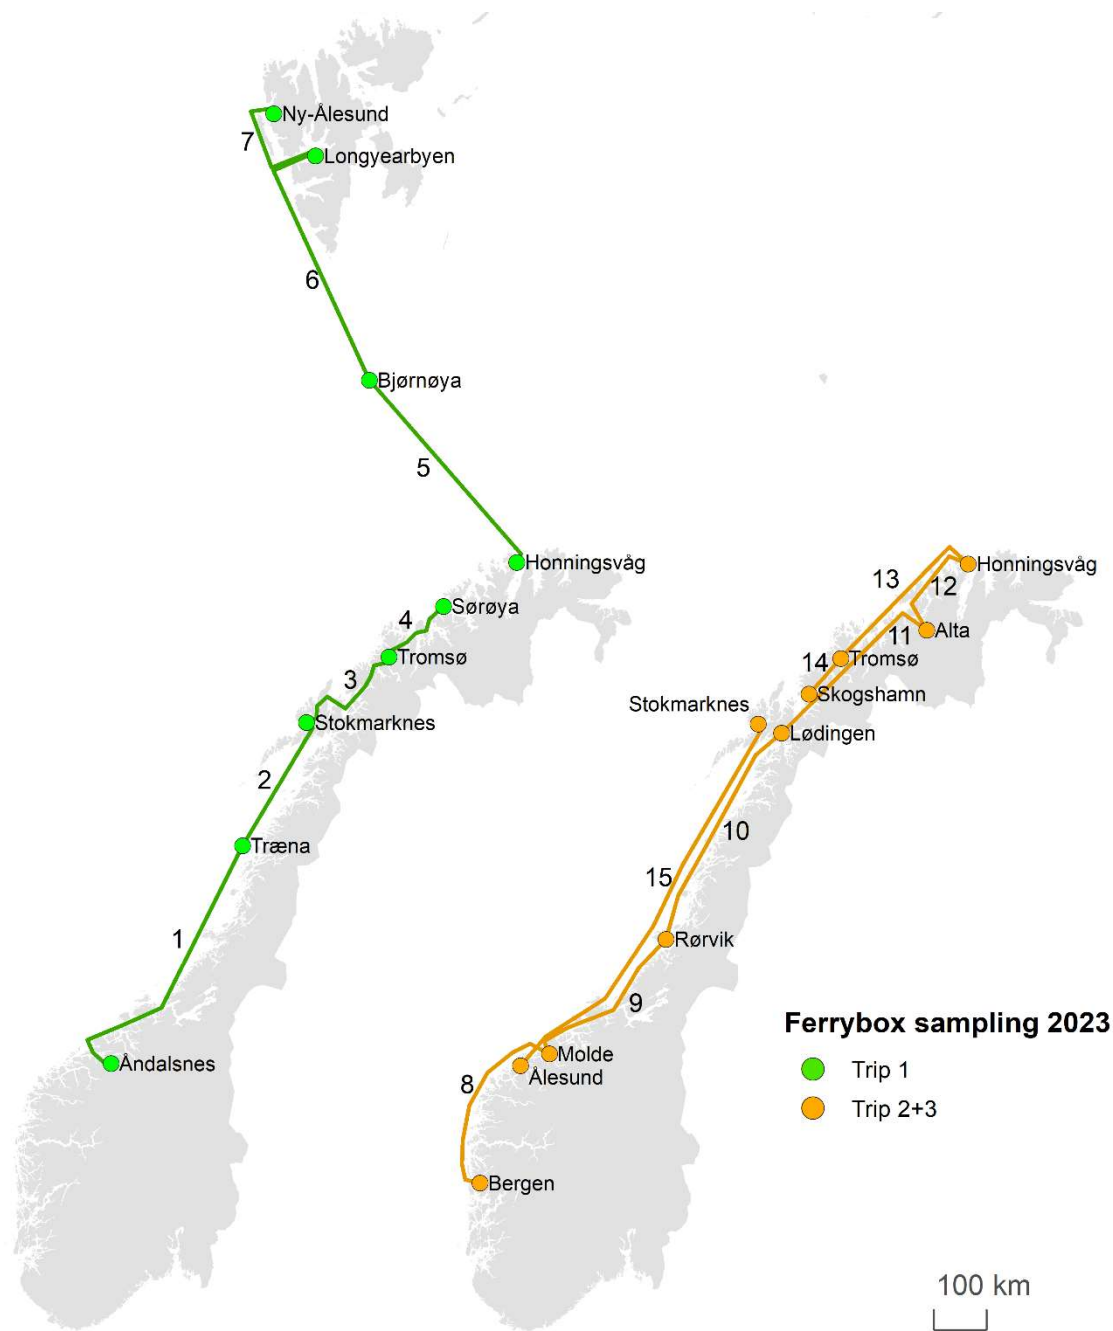 Ny-Ålesund
7
Longyearbyen
6
Bjørnøya
5
Honningsvåg
Sørøya
4
Tromsø
3
Stokmarknes
2
Træna
1
Åndalsnes
13
Honningsvåg
12
11
Alta
14
Tromsø
Skogshamn
Stokmarknes
Lødingen
10
15
Rørvik
9
Molde
Ålesund
8
Bergen
Ferrybox sampling 2023
Trip 1
Trip 2+3
100 km